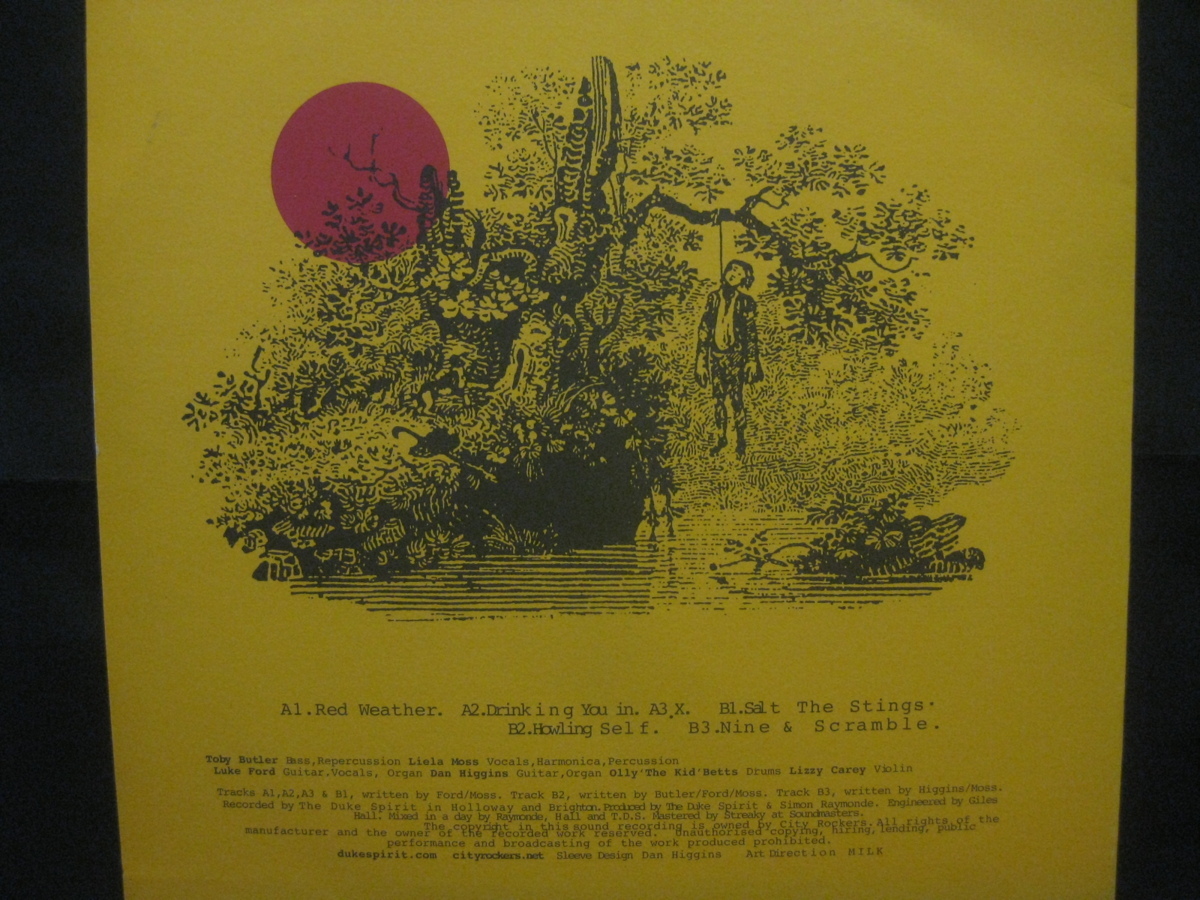 A1.Red Weather. A2.Drinking You in. A3.X. B1.Salt The Stings.
B2.Howling Self. B3.Nine & Scramble.
Toby Butler Bass,Repercussion Liela Moss Vocals,Harmonica,Percussion
Luke Ford Guitar.Vocals, Organ Dan Higgins Guitar,Organ Olly'The Kid'Betts Drums Lizzy Carey Violin
Tracks A1,A2,A3 & B1, written by Ford/Moss. Track B2, written by Butler/Ford/Moss. Track B3, written by Higgins/Moss.
Recorded by The Duke Spirit in Holloway and Brighton.Produced by The Duke Spirit & Simon Raymonde. Engineered by Giles
Hall. Mixed in a day by Raymonde, Hall and T.D.S. Mastered by Streaky at Soundmasters.
The copyright in this sound recording is owned by City Rockers.All rights of the
manufacturer and the owner of the recorded work reserved. Unauthorised copying, hiring,lending, public
performance and broadcasting of the work produced prohibited.
dukespirit.com cityrockers.net Sleeve Design Dan Higgins Art Direction MILK